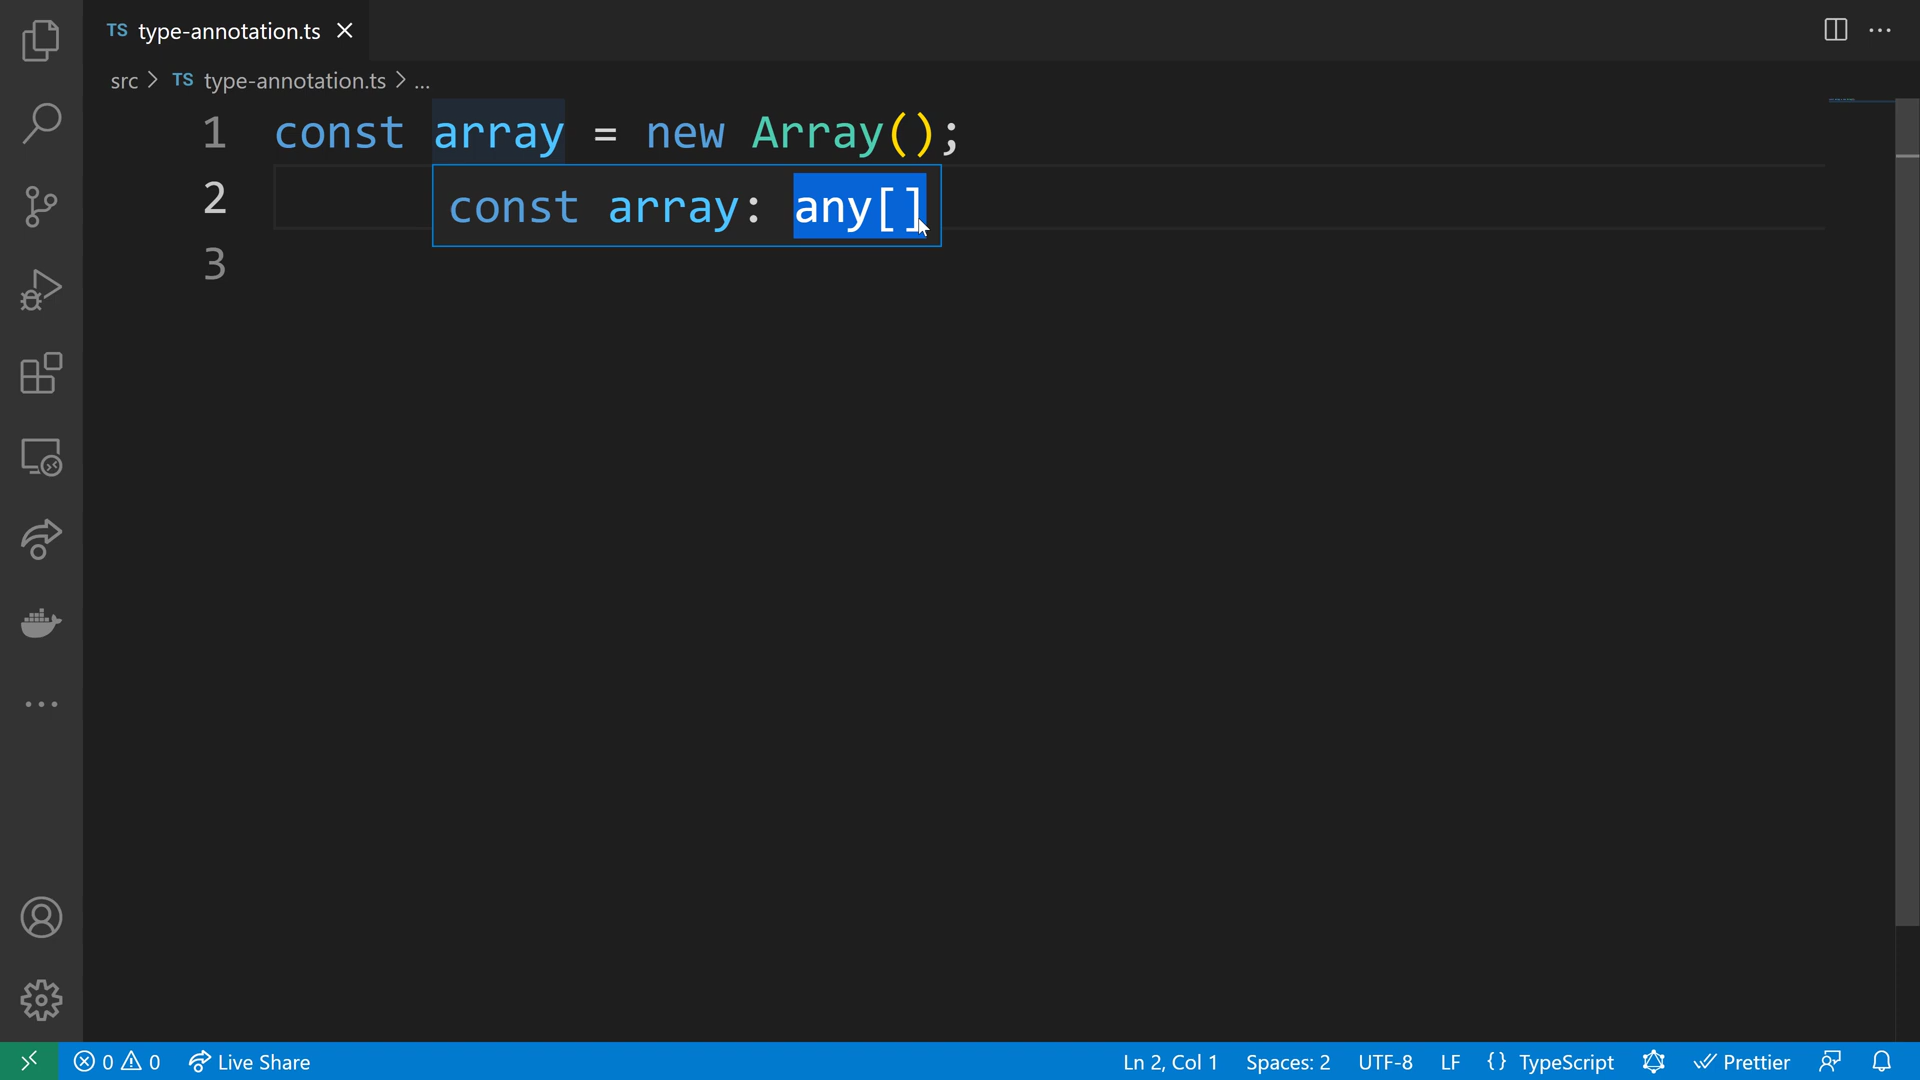 TS type-annotation.ts
src > TS type-annotation.ts > ...
1 const array = new Array();
2
const array: any[]
3
0 0 Live Share Ln 2, Col 1 Spaces: 2 UTF-8 LF {} TypeScript Prettier